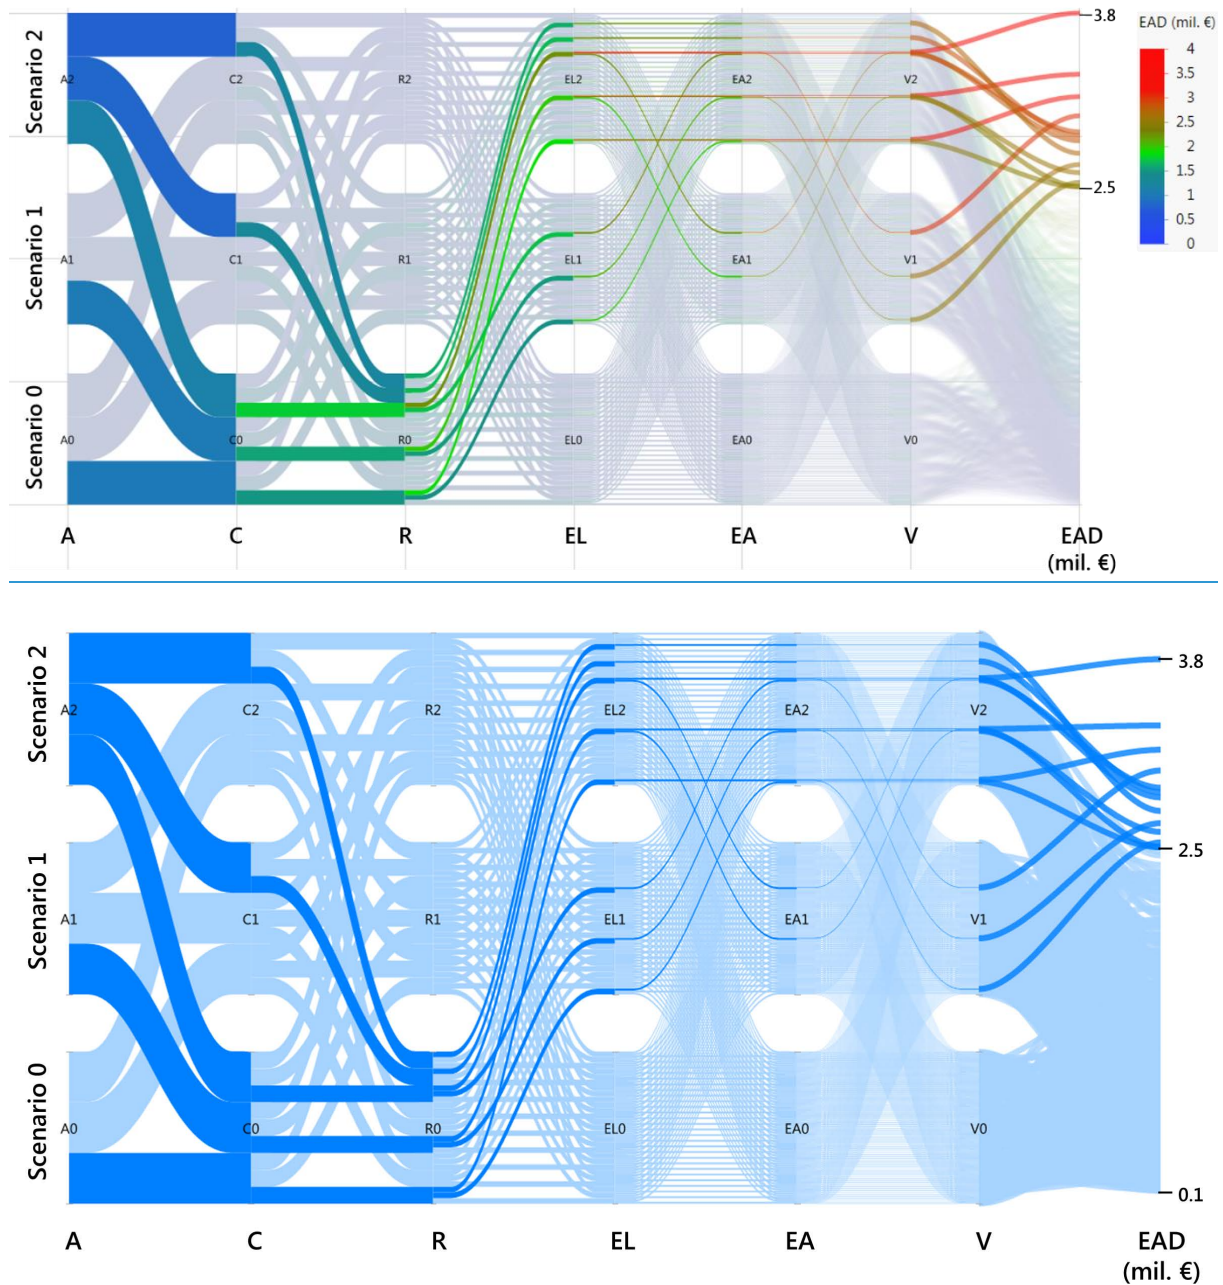 3.8
EAD (mil. €)
4
3.5
3
2.5
2
1.5
1
0.5
0
Scenario 2
A2 C2 R2 EL2 EA2 V2
2.5
Scenario 1
A1 C1 R1 EL1 EA1 V1
Scenario 0
A0 C0 R0 EL0 EA0 V0
A C R EL EA V EAD
(mil. €)
Scenario 2
3.8
A2 C2 R2 EL2 EA2 V2
2.5
Scenario 1
A1 C1 R1 EL1 EA1 V1
Scenario 0
A0 C0 R0 EL0 EA0 V0
0.1
A C R EL EA V EAD
(mil. €)